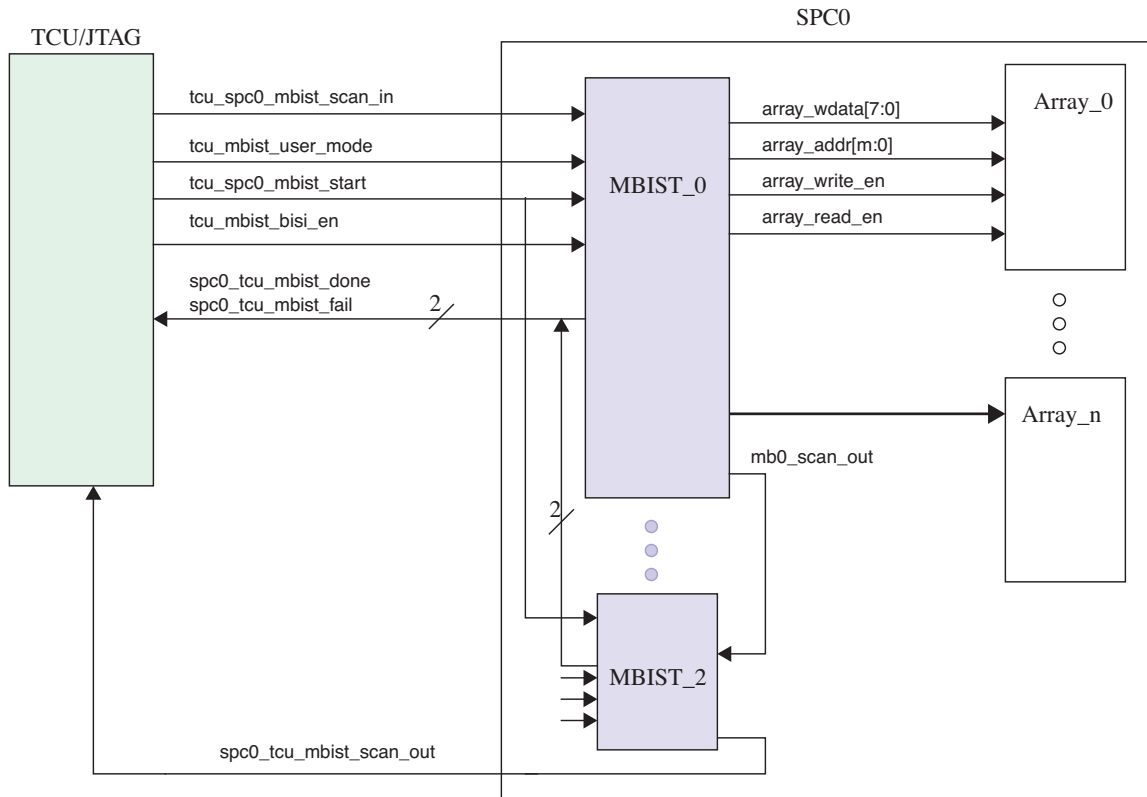 SPC0
TCU/JTAG
tcu_spc0_mbist_scan_in
tcu_mbist_user_mode
tcu_spc0_mbist_start
tcu_mbist_bisi_en
spc0_tcu_mbist_done
spc0_tcu_mbist_fail
2
MBIST_0
array_wdata[7:0]
array_addr[m:0]
array_write_en
array_read_en
Array_0
Array_n
mb0_scan_out
2
MBIST_2
spc0_tcu_mbist_scan_out